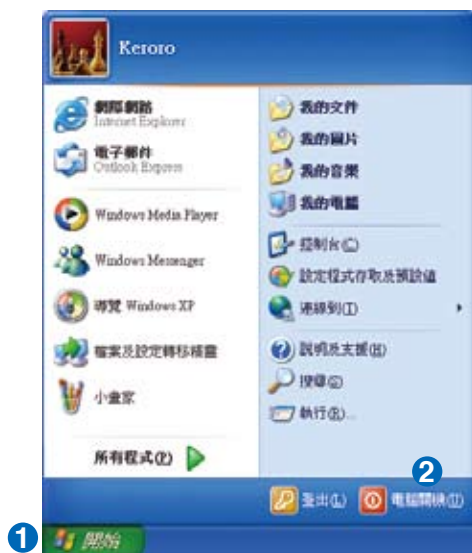 Keroro
網際網路
Internet Explorer
電子郵件
Outlook Express
Windows Media Player
Windows Messenger
導覽 Windows XP
檔案及設定轉移精靈
小畫家
所有程式(P)
我的文件
我的圖片
我的音樂
我的電腦
控制台(C)
設定程式存取及預設值
連線到(T)
說明及支援(H)
搜尋(S)
執行(R)...
2
登出(L)
電腦關機(U)
1
開始